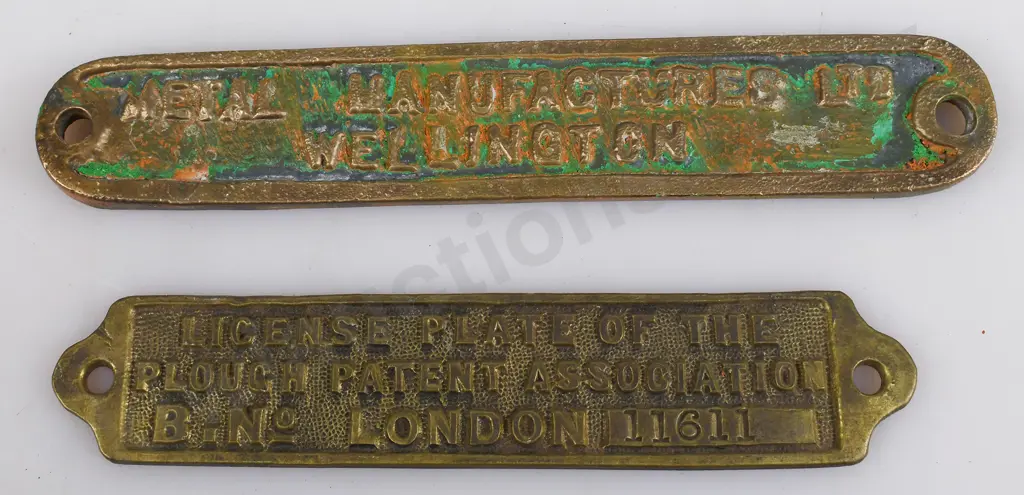 METAL MANUFACTURES LTD
WELLINGTON
LICENSE PLATE OF THE
PLOUGH PATENT ASSOCIATION
B.No LONDON 11611